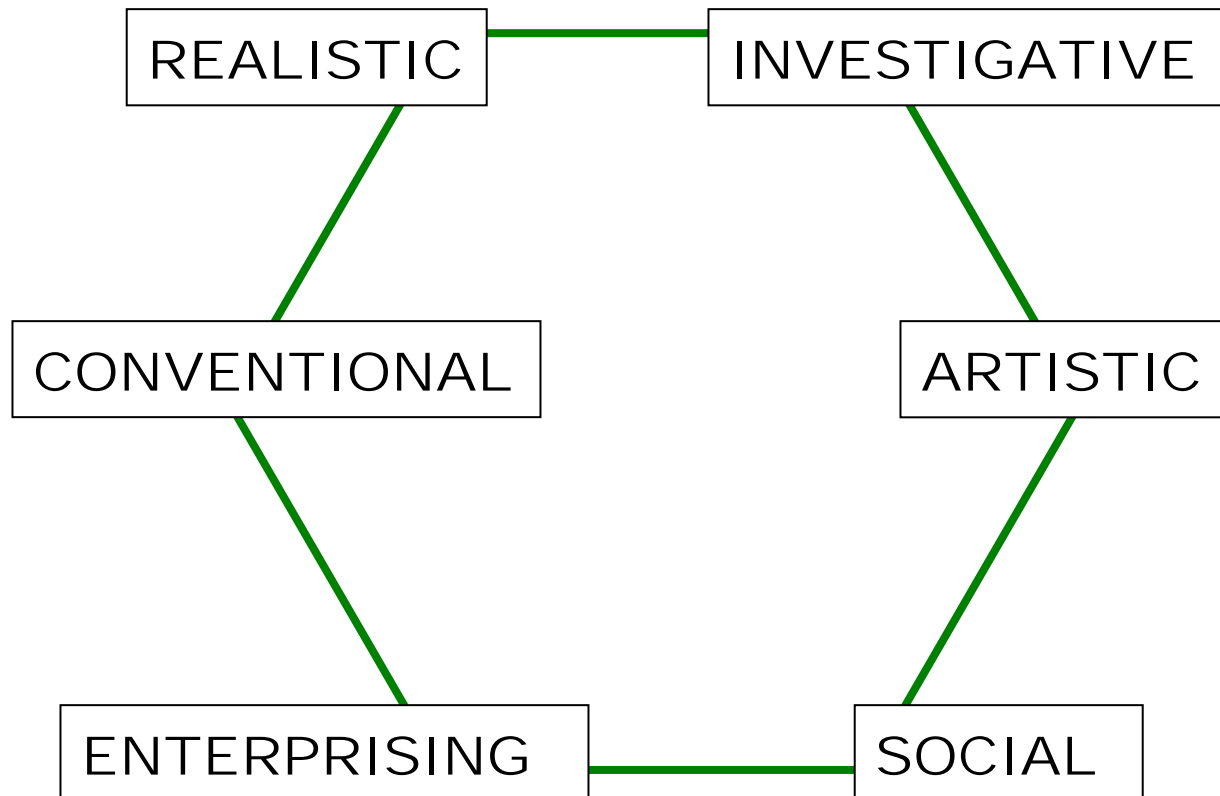 REALISTIC
INVESTIGATIVE
CONVENTIONAL
ARTISTIC
ENTERPRISING
SOCIAL